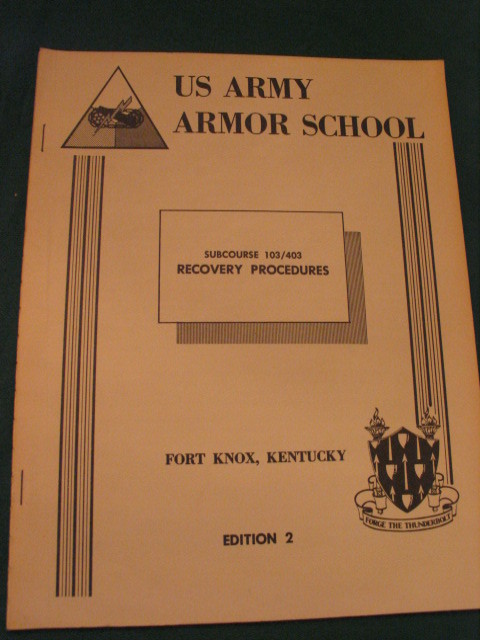 US ARMY
ARMOR SCHOOL
SUBCOURSE 103/403
RECOVERY PROCEDURES
FORT KNOX, KENTUCKY
FORGE THE THUNDERBOLT
EDITION 2